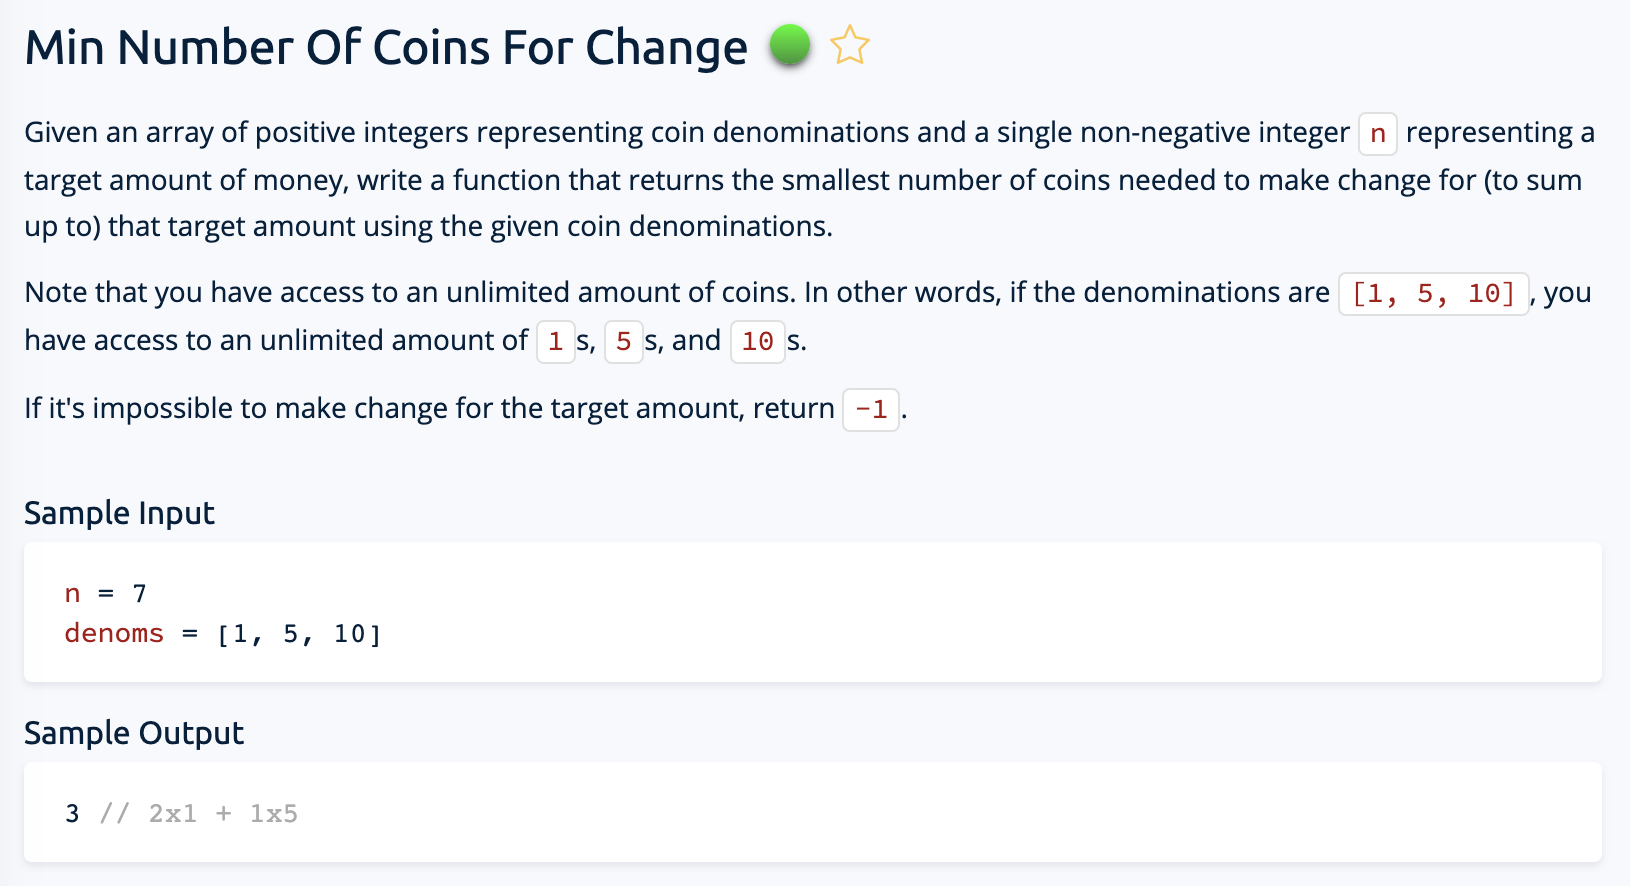 Min Number Of Coins For Change
Given an array of positive integers representing coin denominations and a single non-negative integer n representing a
target amount of money, write a function that returns the smallest number of coins needed to make change for (to sum
up to) that target amount using the given coin denominations.
Note that you have access to an unlimited amount of coins. In other words, if the denominations are [1, 5, 10], you
have access to an unlimited amount of 1s, 5s, and 10s.
If it's impossible to make change for the target amount, return -1.
Sample Input
n = 7
denoms = [1, 5, 10]
Sample Output
3 // 2x1 + 1x5